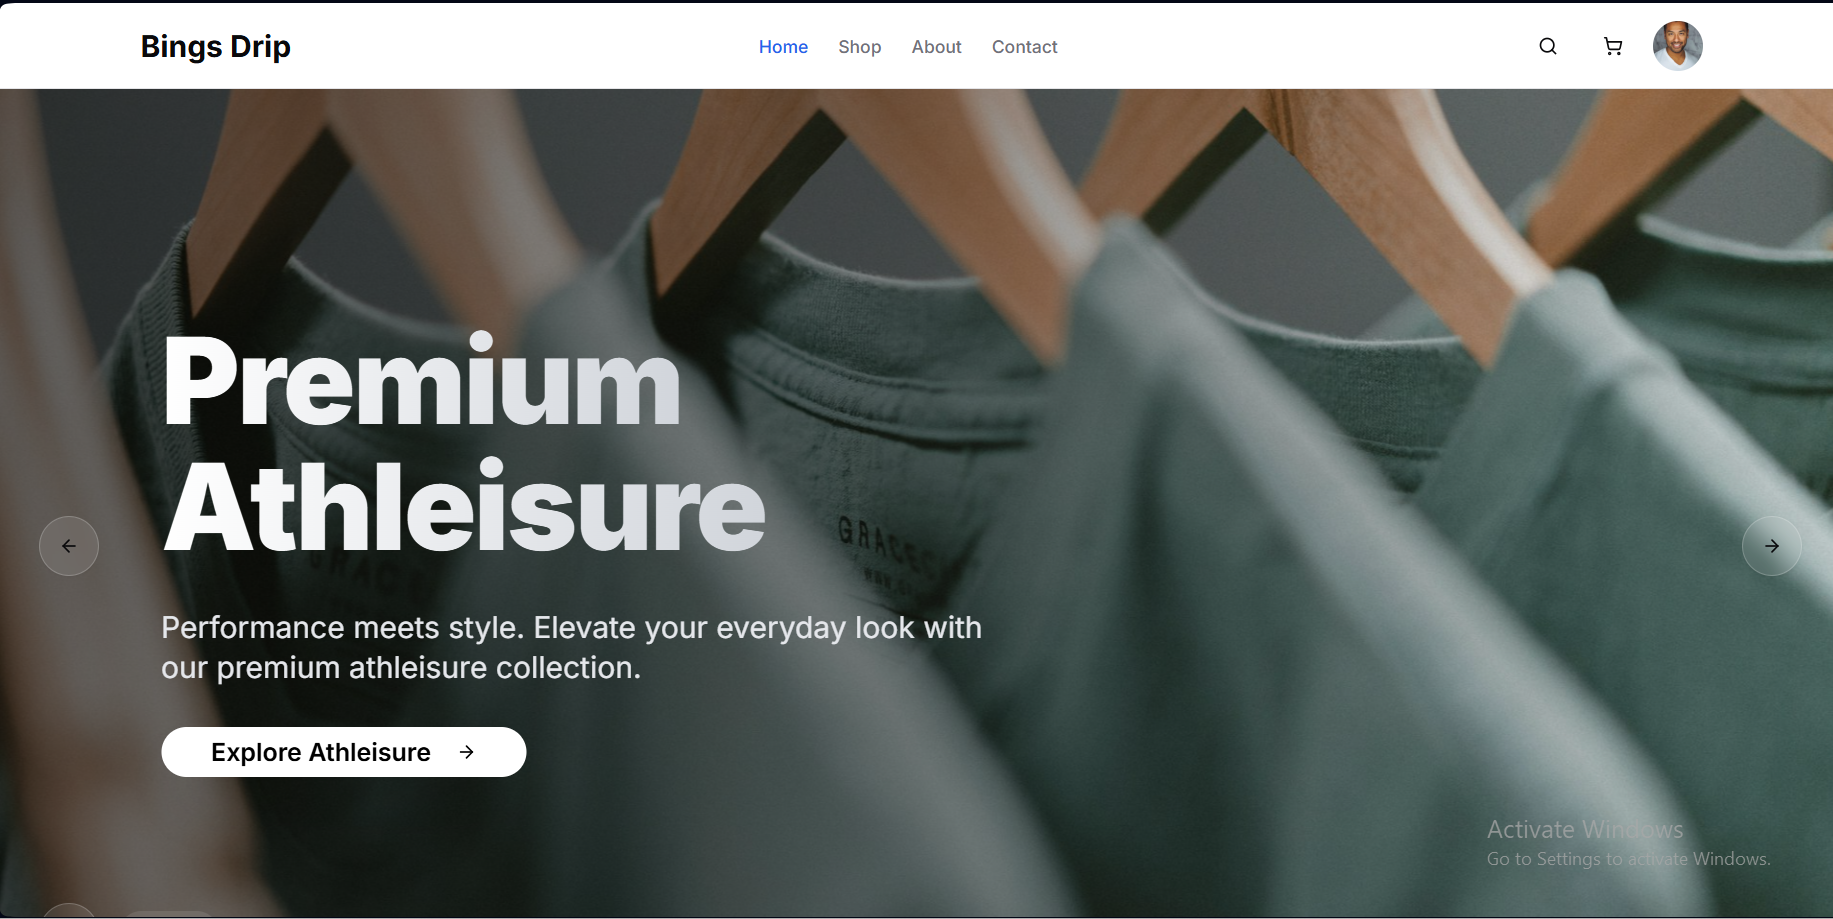 Bings Drip
Home Shop About Contact
Premium
Athleisure
Performance meets style. Elevate your everyday look with
our premium athleisure collection.
Explore Athleisure
Activate Windows
Go to Settings to activate Windows.